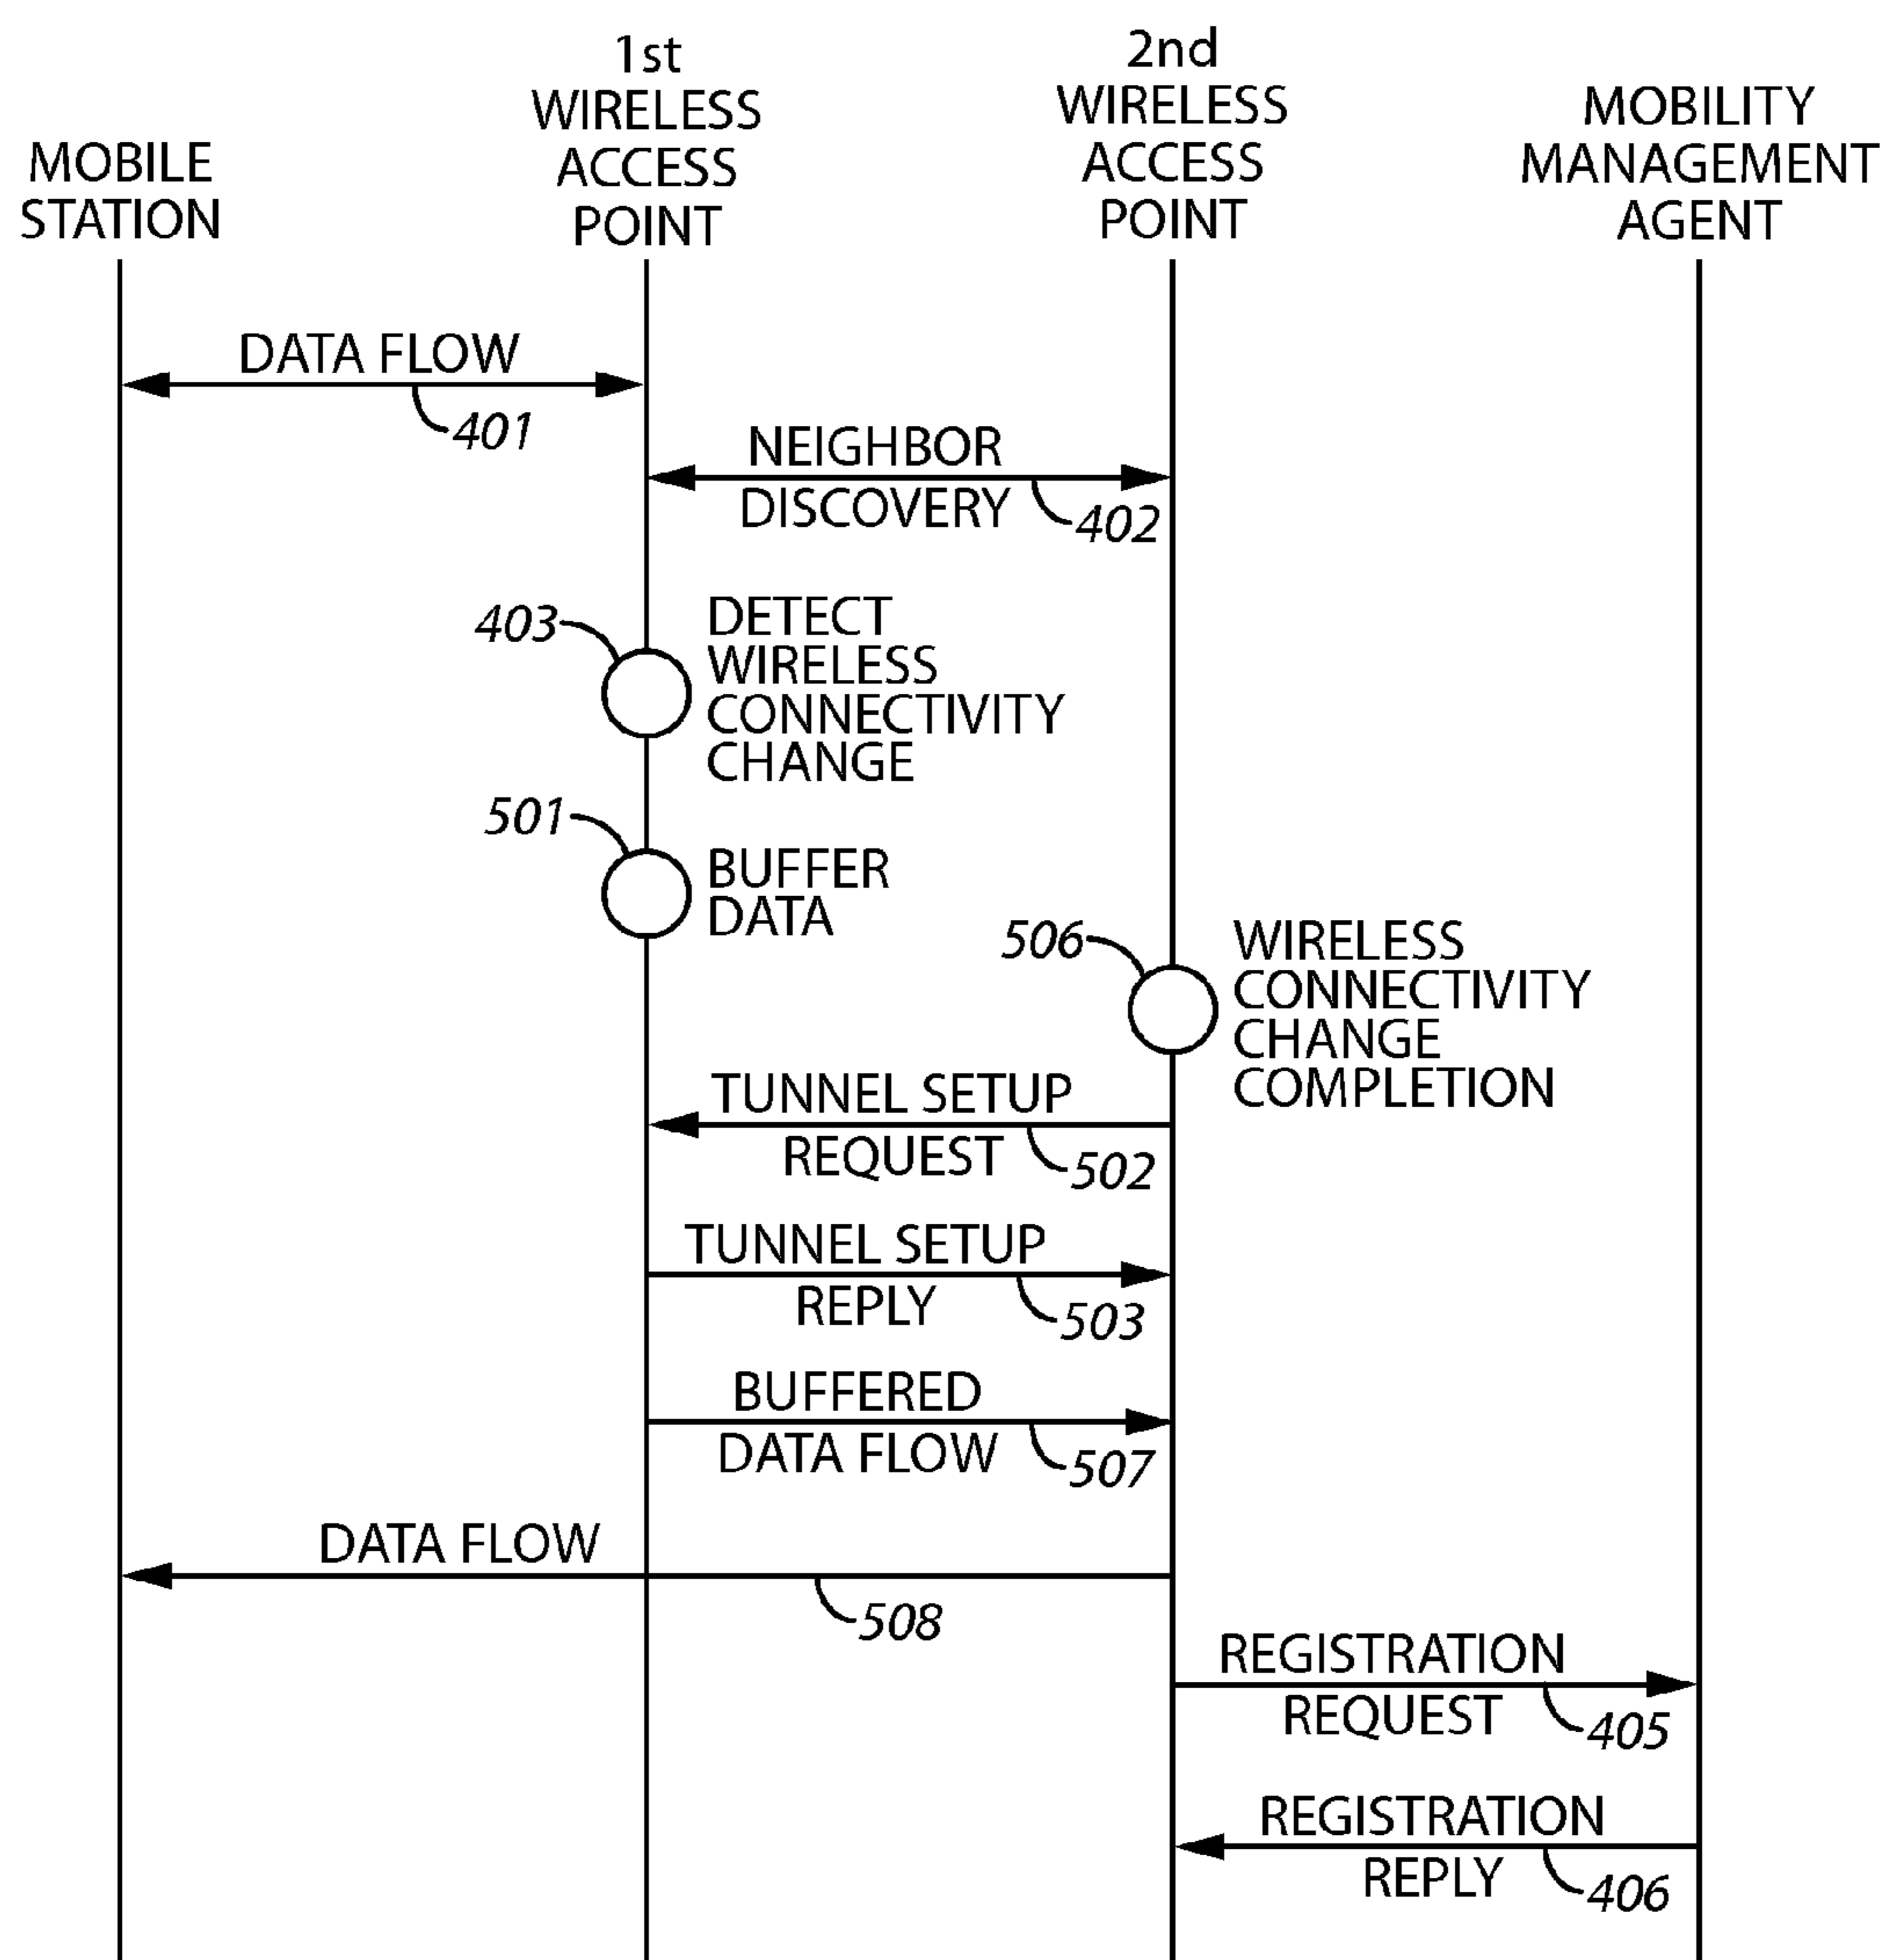 MOBILE
STATION
1st
WIRELESS
ACCESS
POINT
2nd
WIRELESS
ACCESS
POINT
MOBILITY
MANAGEMENT
AGENT
DATA FLOW
401
NEIGHBOR
DISCOVERY
402
403
DETECT
WIRELESS
CONNECTIVITY
CHANGE
501
BUFFER
DATA
506
WIRELESS
CONNECTIVITY
CHANGE
COMPLETION
TUNNEL SETUP
REQUEST
502
TUNNEL SETUP
REPLY
503
BUFFERED
DATA FLOW
507
DATA FLOW
508
REGISTRATION
REQUEST
405
REGISTRATION
REPLY
406